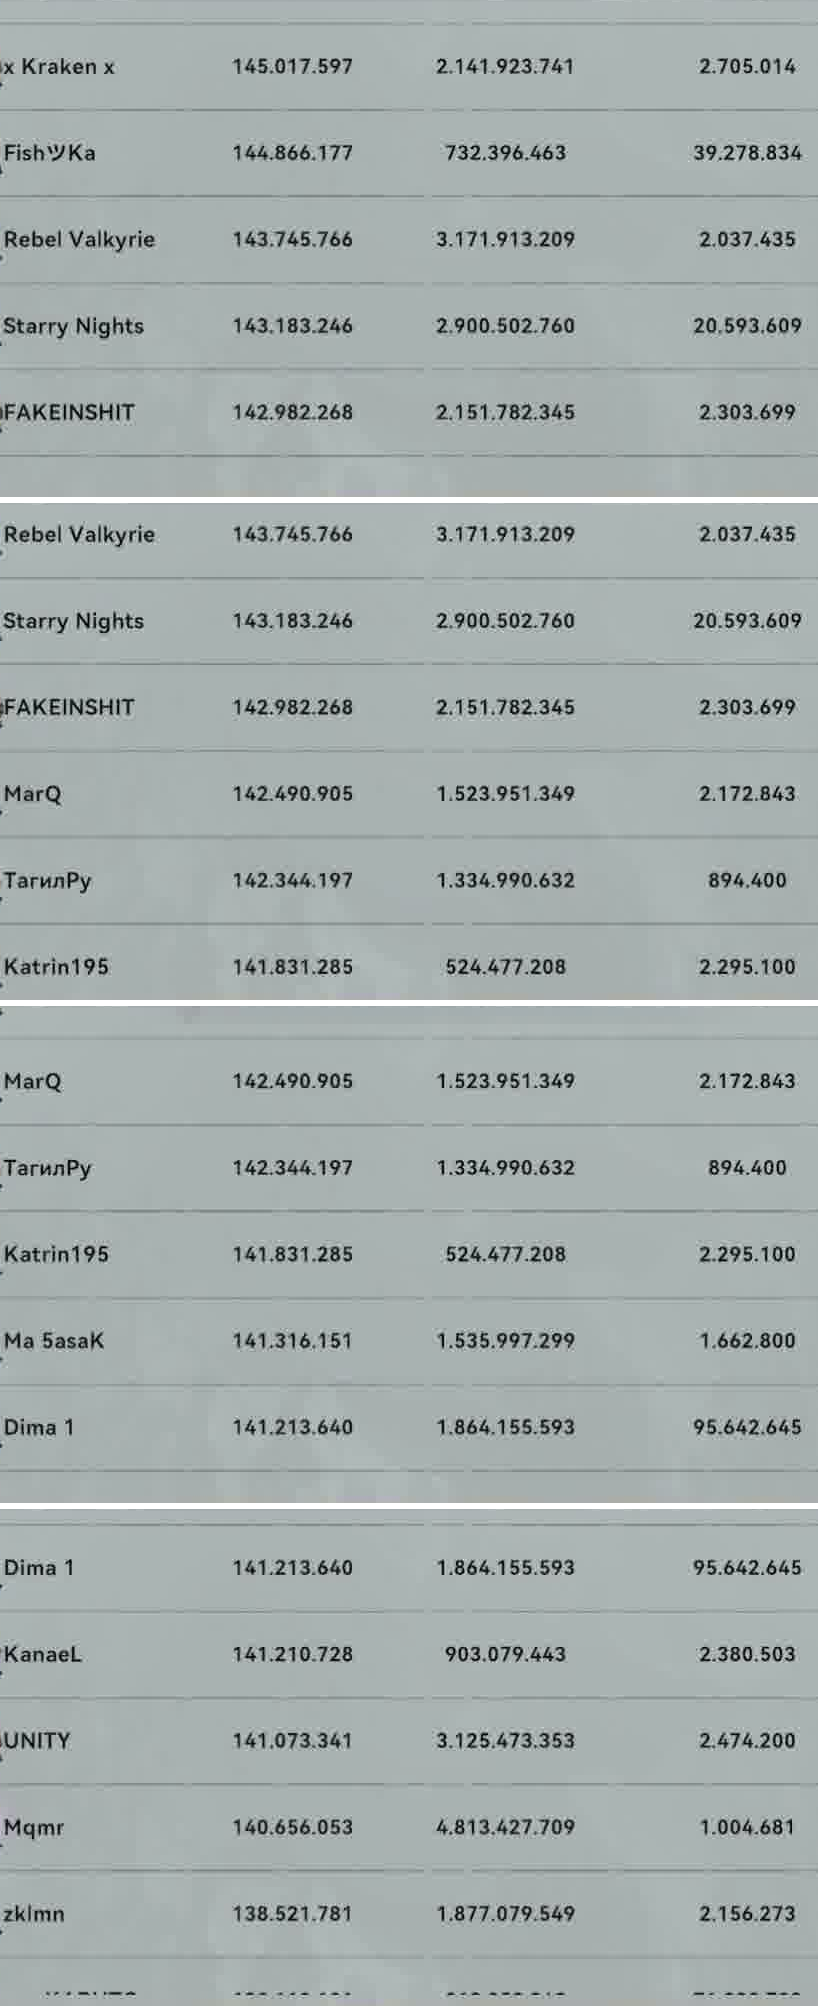 x Kraken x 145.017.597 2.141.923.741 2.705.014
FishツKa 144.866.177 732.396.463 39.278.834
Rebel Valkyrie 143.745.766 3.171.913.209 2.037.435
Starry Nights 143.183.246 2.900.502.760 20.593.609
FAKEINSHIT 142.982.268 2.151.782.345 2.303.699
Rebel Valkyrie 143.745.766 3.171.913.209 2.037.435
Starry Nights 143.183.246 2.900.502.760 20.593.609
FAKEINSHIT 142.982.268 2.151.782.345 2.303.699
MarQ 142.490.905 1.523.951.349 2.172.843
ТагилРу 142.344.197 1.334.990.632 894.400
Katrin195 141.831.285 524.477.208 2.295.100
MarQ 142.490.905 1.523.951.349 2.172.843
ТагилРу 142.344.197 1.334.990.632 894.400
Katrin195 141.831.285 524.477.208 2.295.100
Ma 5asaK 141.316.151 1.535.997.299 1.662.800
Dima 1 141.213.640 1.864.155.593 95.642.645
Dima 1 141.213.640 1.864.155.593 95.642.645
KanaeL 141.210.728 903.079.443 2.380.503
UNITY 141.073.341 3.125.473.353 2.474.200
Mqmr 140.656.053 4.813.427.709 1.004.681
zklmn 138.521.781 1.877.079.549 2.156.273